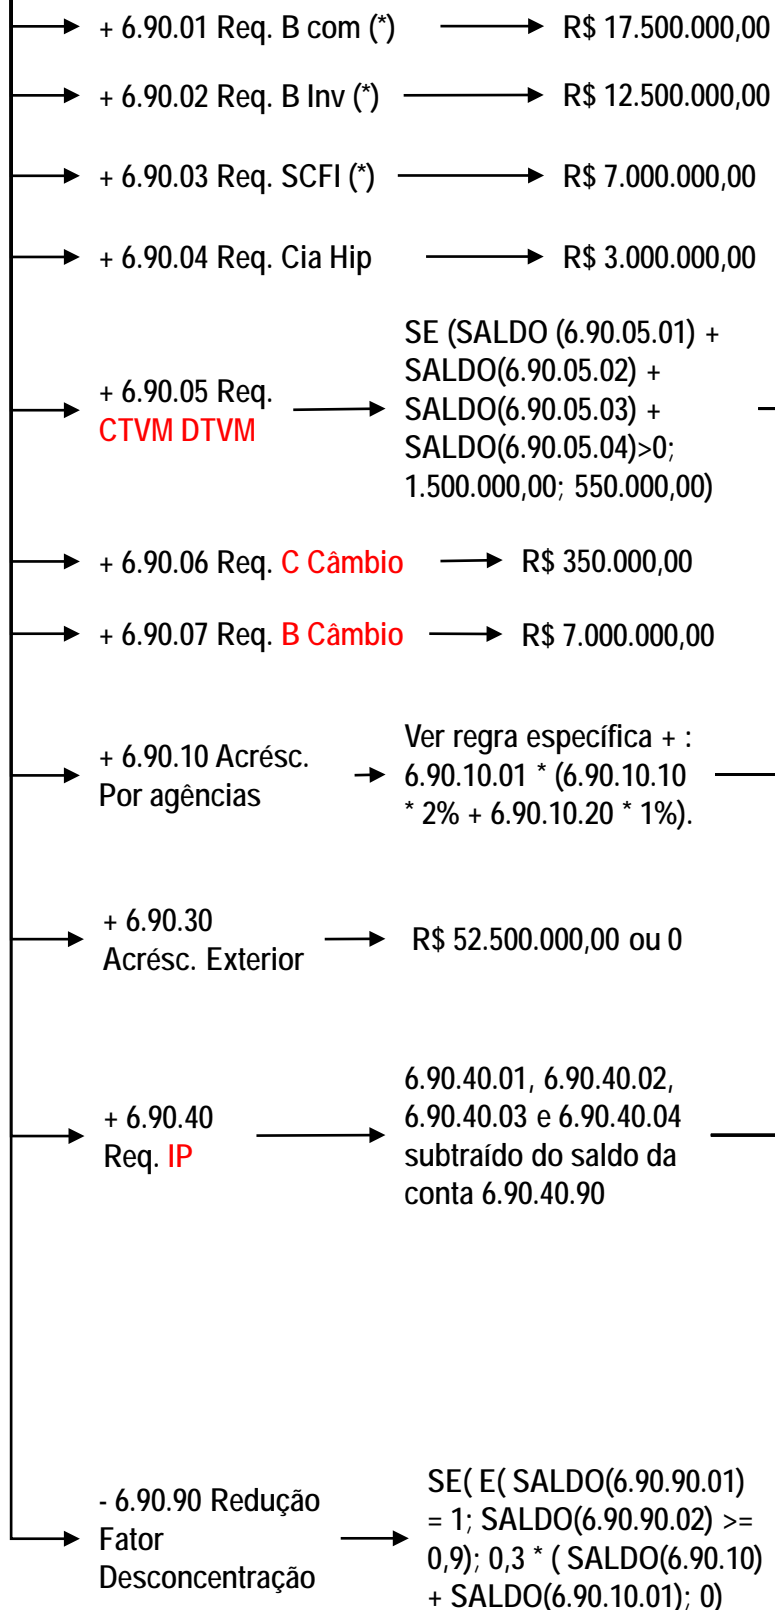 + 6.90.01 Req. B com (*)
R$ 17.500.000,00
+ 6.90.02 Req. B Inv (*)
R$ 12.500.000,00
+ 6.90.03 Req. SCFI (*)
R$ 7.000.000,00
+ 6.90.04 Req. Cia Hip
R$ 3.000.000,00
+ 6.90.05 Req.
CTVM DTVM
SE (SALDO (6.90.05.01) +
SALDO(6.90.05.02) +
SALDO(6.90.05.03) +
SALDO(6.90.05.04)>0;
1.500.000,00; 550.000,00)
+ 6.90.06 Req. C Câmbio
R$ 350.000,00
+ 6.90.07 Req. B Câmbio
R$ 7.000.000,00
+ 6.90.10 Acrésc.
Por agências
Ver regra específica + :
6.90.10.01 * (6.90.10.10
* 2% + 6.90.10.20 * 1%).
+ 6.90.30
Acrésc. Exterior
R$ 52.500.000,00 ou 0
+ 6.90.40
Req. IP
6.90.40.01, 6.90.40.02,
6.90.40.03 e 6.90.40.04
subtraído do saldo da
conta 6.90.40.90
- 6.90.90 Redução
Fator
Desconcentração
SE( E( SALDO(6.90.90.01)
= 1; SALDO(6.90.90.02) >=
0,9); 0,3 * ( SALDO(6.90.10)
+ SALDO(6.90.10.01); 0)